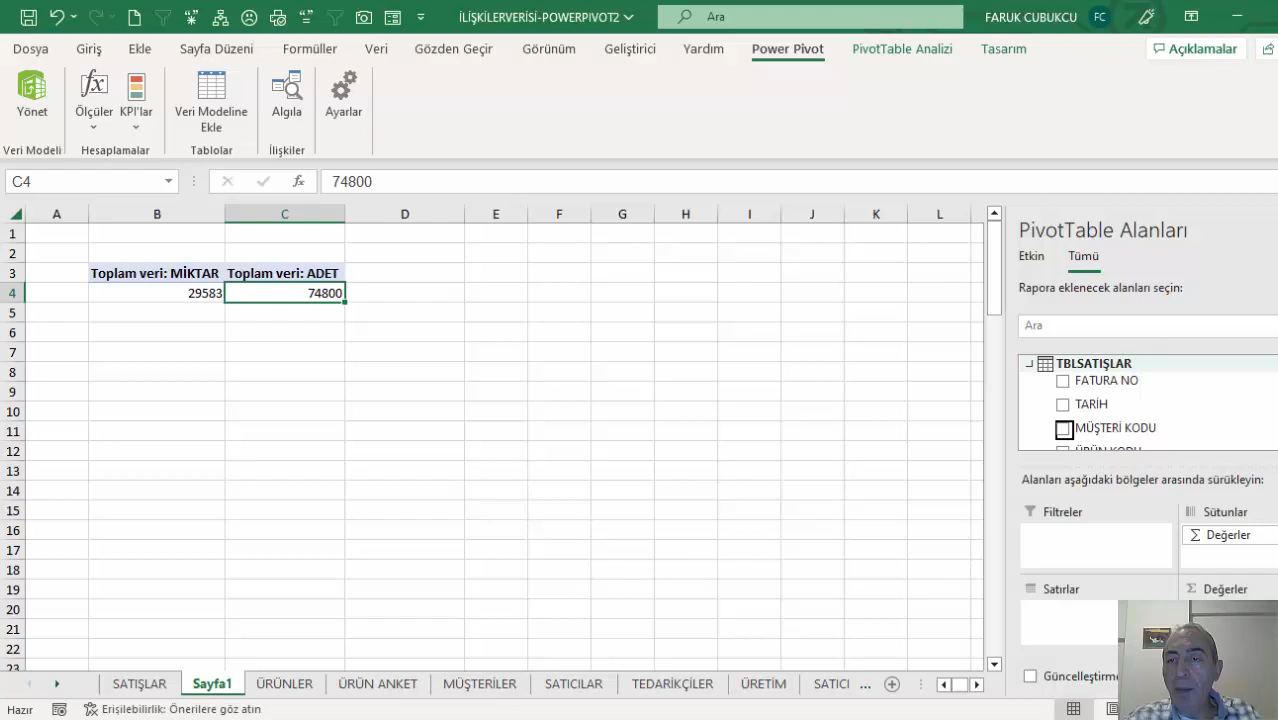 İLİŞKİLERVERİSİ-POWERPIVOT2
Ara
FARUK CUBUKCU
FC
Dosya
Giriş
Ekle
Sayfa Düzeni
Formüller
Veri
Gözden Geçir
Görünüm
Geliştirici
Yardım
Power Pivot
PivotTable Analizi
Tasarım
Açıklamalar
Yönet
Ölçüler
KPI'lar
Veri Modeline
Ekle
Algıla
Ayarlar
Veri Modeli
Hesaplamalar
Tablolar
İlişkiler
C4
fx
74800
A B C D E F G H I J K L
1
2
3 Toplam veri: MİKTAR Toplam veri: ADET
4 29583 74800
5
6
7
8
9
10
11
12
13
14
15
16
17
18
19
20
21
22
23
PivotTable Alanları
Etkin Tümü
Rapora eklenecek alanları seçin:
Ara
TBLSATIŞLAR
FATURA NO
TARİH
MÜŞTERİ KODU
ÜRÜN KODU
Alanları aşağıdaki bölgeler arasında sürükleyin:
Filtreler
Sütunlar
Σ Değerler
Satırlar
Σ Değerler
Güncelleştirme
SATIŞLAR Sayfa1 ÜRÜNLER ÜRÜN ANKET MÜŞTERİLER SATICILAR TEDARİKÇİLER ÜRETİM SATICI ...
Hazır
Erişilebilirlik: Önerilere göz atın